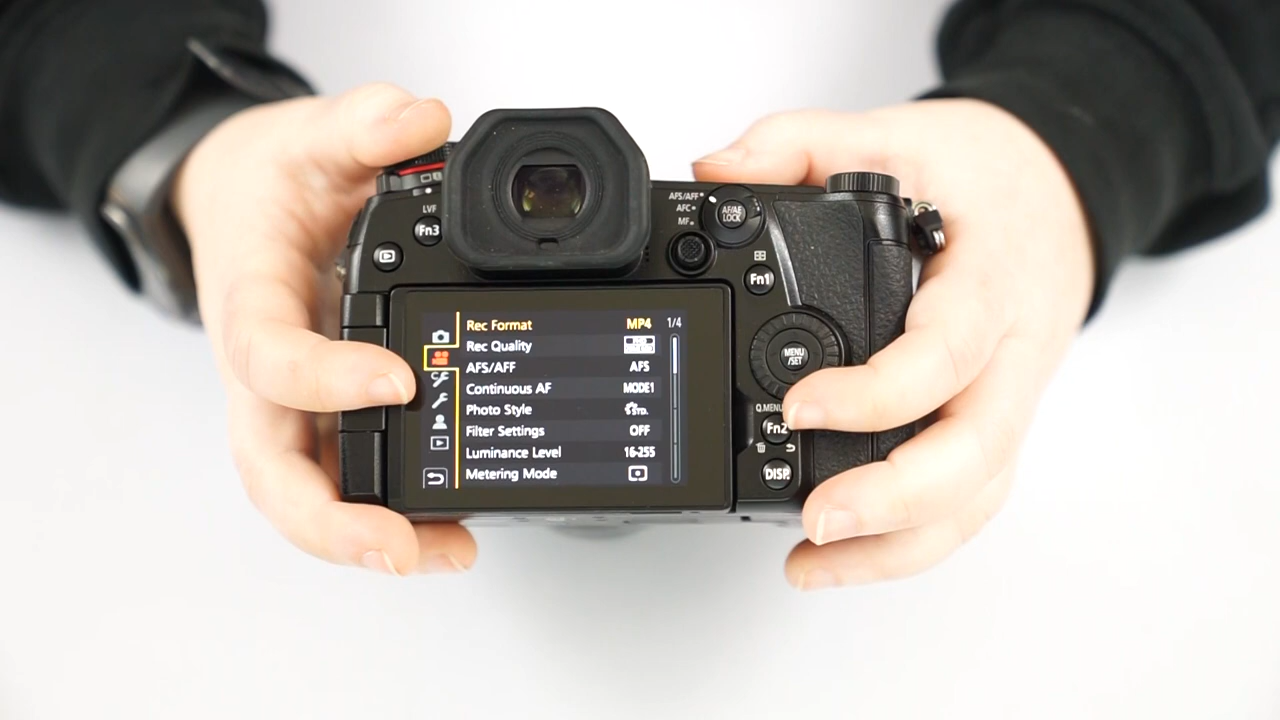 LVF
Fn3
AFS/AFF
AFC
MF
AF/AE
LOCK
Fn1
MENU
/SET
Q.MENU
Fn2
DISP.
Rec Format MP4 1/4
Rec Quality
AFS/AFF AFS
Continuous AF MODE1
Photo Style STD.
Filter Settings OFF
Luminance Level 16-255
Metering Mode